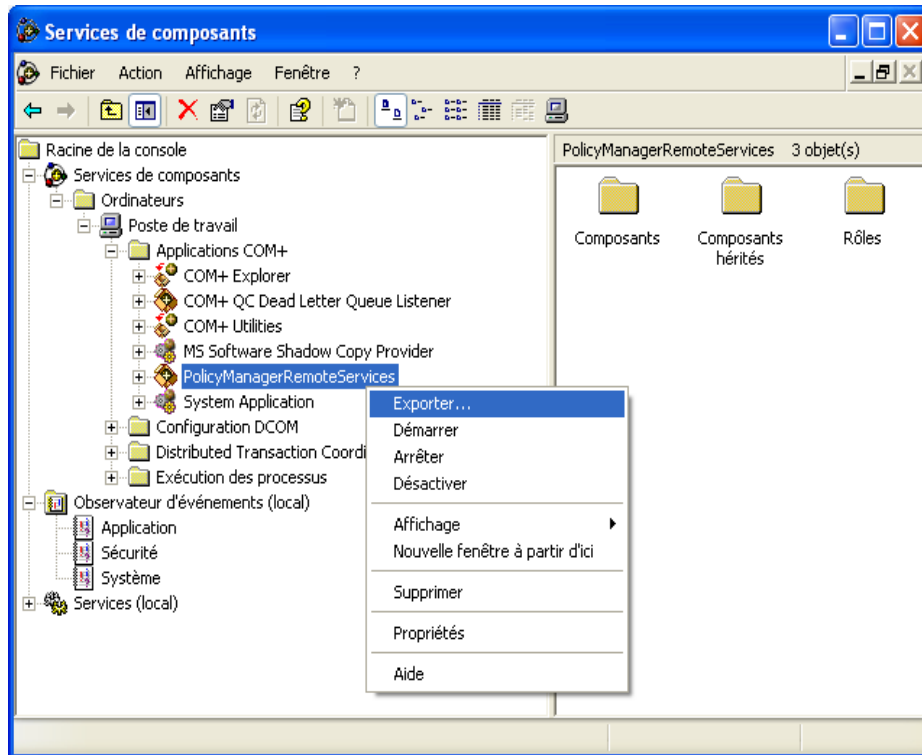 Services de composants
Fichier Action Affichage Fenêtre ?
Racine de la console
Services de composants
Ordinateurs
Poste de travail
Applications COM+
COM+ Explorer
COM+ QC Dead Letter Queue Listener
COM+ Utilities
MS Software Shadow Copy Provider
PolicyManagerRemoteServices
System Application
Configuration DCOM
Distributed Transaction Coordi
Exécution des processus
Observateur d'événements (local)
Application
Sécurité
Système
Services (local)
Exporter...
Démarrer
Arrêter
Désactiver
Affichage
Nouvelle fenêtre à partir d'ici
Supprimer
Propriétés
Aide
PolicyManagerRemoteServices 3 objet(s)
Composants
Composants hérités
Rôles